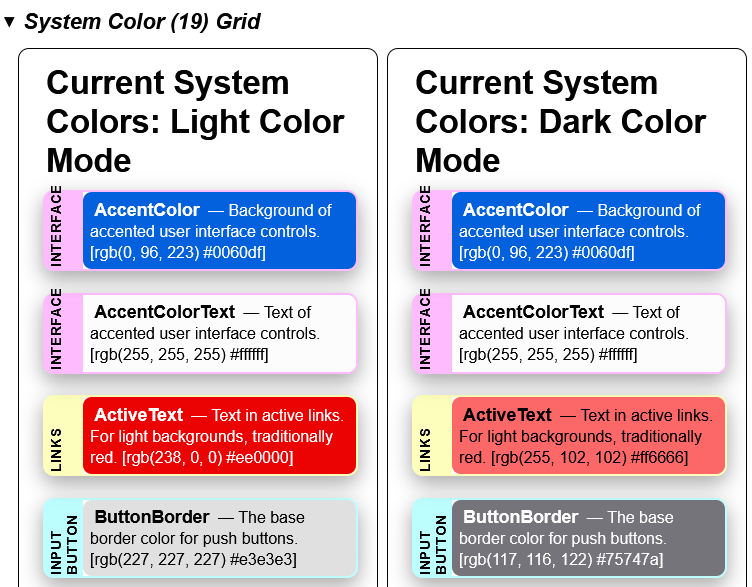 ▼ System Color (19) Grid
Current System
Colors: Light Color
Mode
INTERFACE
AccentColor — Background of
accented user interface controls.
[rgb(0, 96, 223) #0060df]
INTERFACE
AccentColorText — Text of
accented user interface controls.
[rgb(255, 255, 255) #ffffff]
LINKS
ActiveText — Text in active links.
For light backgrounds, traditionally
red. [rgb(238, 0, 0) #ee0000]
INPUT
BUTTON
ButtonBorder — The base
border color for push buttons.
[rgb(227, 227, 227) #e3e3e3]
Current System
Colors: Dark Color
Mode
INTERFACE
AccentColor — Background of
accented user interface controls.
[rgb(0, 96, 223) #0060df]
INTERFACE
AccentColorText — Text of
accented user interface controls.
[rgb(255, 255, 255) #ffffff]
LINKS
ActiveText — Text in active links.
For light backgrounds, traditionally
red. [rgb(255, 102, 102) #ff6666]
INPUT
BUTTON
ButtonBorder — The base
border color for push buttons.
[rgb(117, 116, 122) #75747a]